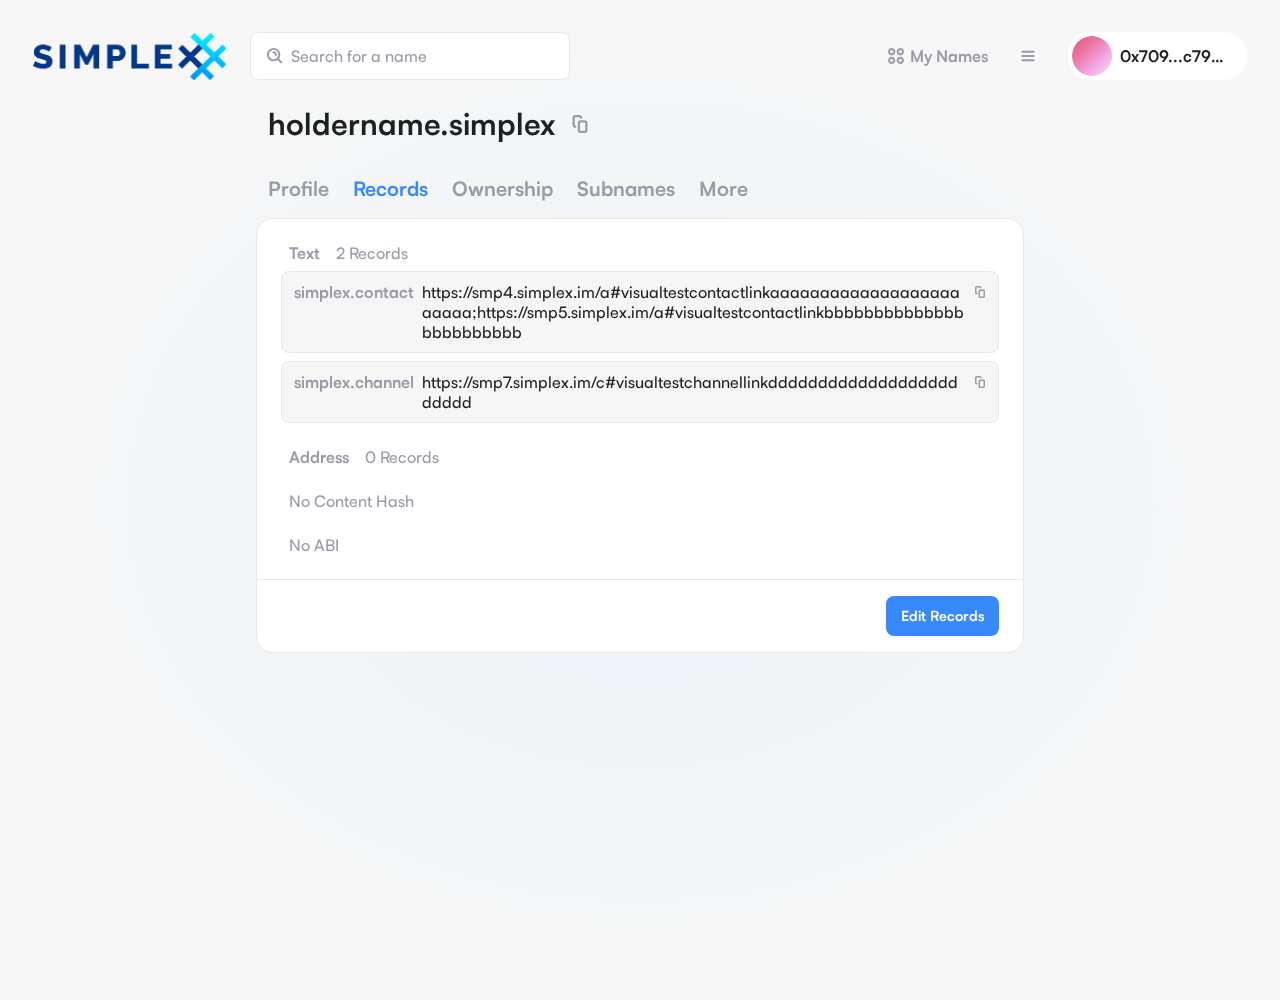 SIMPLEX
Search for a name
My Names
0x709...c79...
holdername.simplex
Profile
Records
Ownership
Subnames
More
Text 2 Records
simplex.contact
https://smp4.simplex.im/a#visualtestcontactlinkaaaaaaaaaaaaaaaaaaa
aaaaa;https://smp5.simplex.im/a#visualtestcontactlinkbbbbbbbbbbbbbb
bbbbbbbbbb
simplex.channel
https://smp7.simplex.im/c#visualtestchannellinkddddddddddddddddddd
ddddd
Address 0 Records
No Content Hash
No ABI
Edit Records